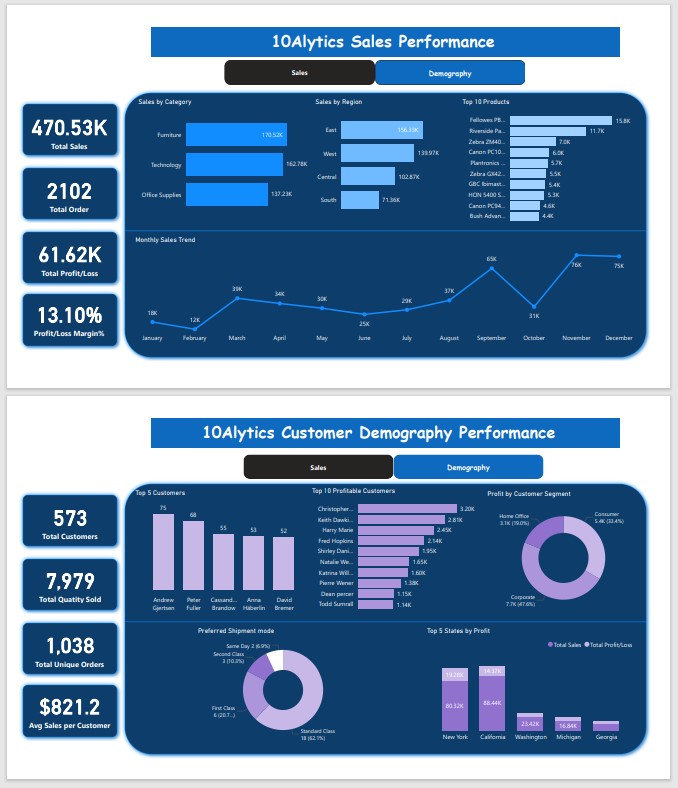 10Alytics Sales Performance
Sales
Demography
470.53K
Total Sales
2102
Total Order
61.62K
Total Profit/Loss
13.10%
Profit/Loss Margin%
Sales by Category
Furniture 170.52K
Technology 162.78K
Office Supplies 137.23K
Sales by Region
East 156.33K
West 139.97K
Central 102.87K
South 71.36K
Top 10 Products
Fellowes PB... 15.8K
Riverside Pa... 11.7K
Zebra ZM40... 7.0K
Canon PC10... 6.0K
Plantronics ... 5.7K
Zebra GX42... 5.5K
GBC Ibimast... 5.4K
HON 5400 S... 5.3K
Canon PC94... 4.6K
Bush Advan... 4.4K
Monthly Sales Trend
18K
12K
39K
34K
30K
25K
29K
37K
65K
31K
76K
75K
January February March April May June July August September October November December
10Alytics Customer Demography Performance
Sales
Demography
573
Total Customers
7,979
Total Quatity Sold
1,038
Total Unique Orders
$821.2
Avg Sales per Customer
Top 5 Customers
75
68
55
53
52
Andrew Gjertsen
Peter Fuller
Cassand... Brandow
Anna Häberlin
David Bremer
Top 10 Profitable Customers
Christopher... 3.20K
Keith Dawki... 2.81K
Harry Marie 2.45K
Fred Hopkins 2.14K
Shirley Dani... 1.95K
Natalie We... 1.65K
Katrina Will... 1.60K
Pierre Wener 1.38K
Dean percer 1.15K
Todd Sumrall 1.14K
Profit by Customer Segment
Home Office
3.1K (19.0%)
Consumer
5.4K (33.4%)
Corporate
7.7K (47.6%)
Preferred Shipment mode
Same Day 2 (6.9%)
Second Class
3 (10.3%)
First Class
6 (20.7...)
Standard Class
18 (62.1%)
Top 5 States by Profit
Total Sales
Total Profit/Loss
80.32K
88.44K
23.42K
16.84K
New York California Washington Michigan Georgia